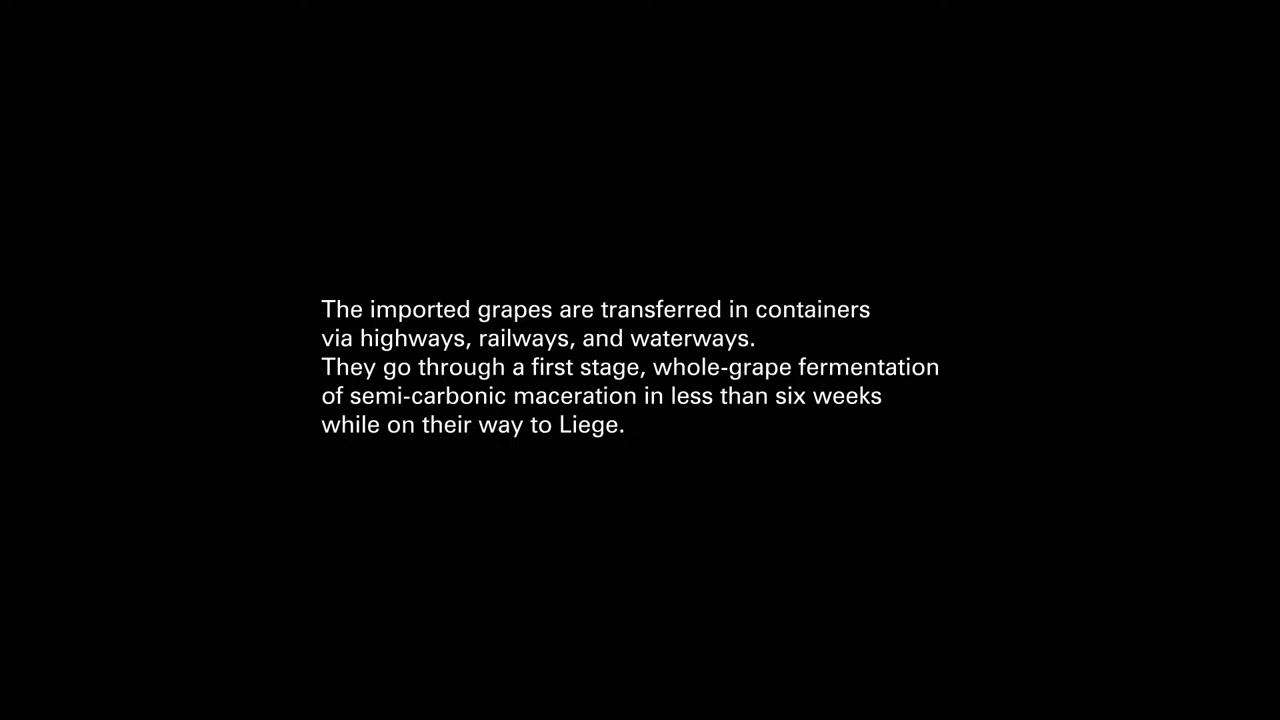 The imported grapes are transferred in containers
via highways, railways, and waterways.
They go through a first stage, whole-grape fermentation
of semi-carbonic maceration in less than six weeks
while on their way to Liege.